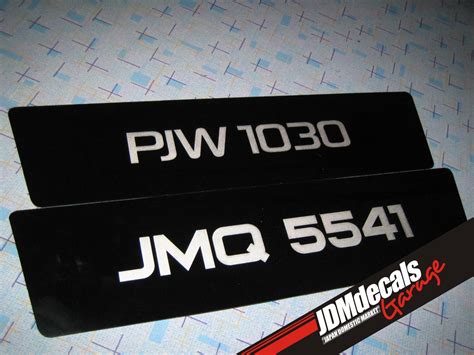 PJW 1030
JMQ 5541
JDMdecals
"JAPAN DOMESTIC MARKET"
Garage